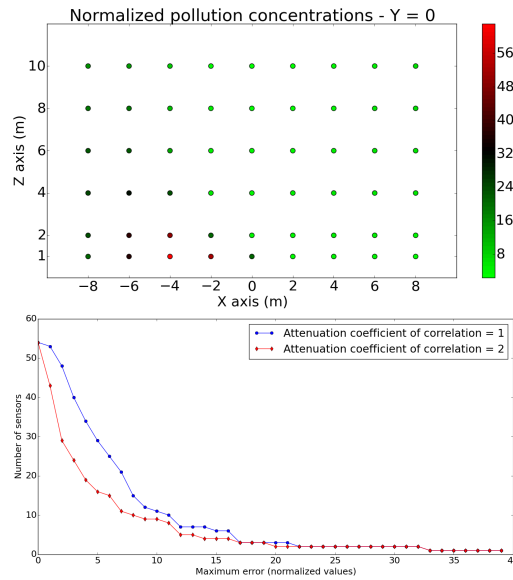 Normalized pollution concentrations - Y = 0
Z axis (m)
10
8
6
4
2
1
−8 −6 −4 −2 0 2 4 6 8
X axis (m)
56
48
40
32
24
16
8
60
50
40
30
20
10
0
Number of sensors
Attenuation coefficient of correlation = 1
Attenuation coefficient of correlation = 2
0 5 10 15 20 25 30 35 40
Maximum error (normalized values)